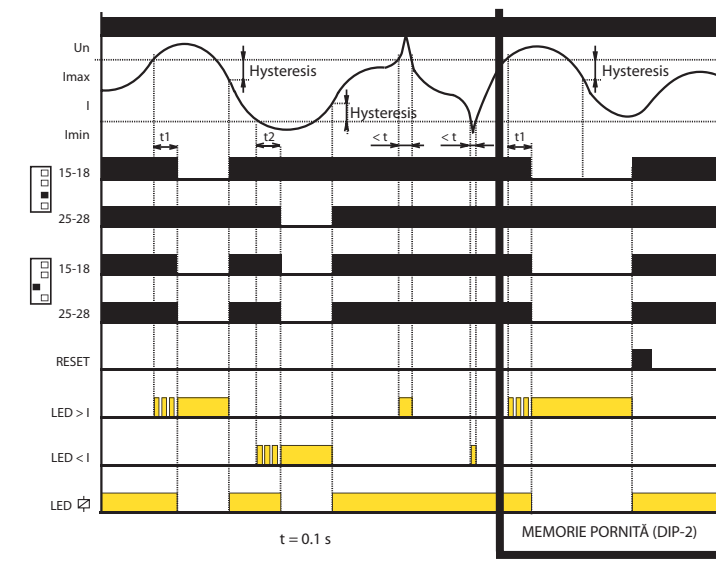 Un
Imax
I
Imin
Hysteresis
Hysteresis
Hysteresis
t1
t2
< t
< t
t1
15-18
25-28
15-18
25-28
RESET
LED > I
LED < I
LED
t = 0.1 s
MEMORIE PORNITĂ (DIP-2)